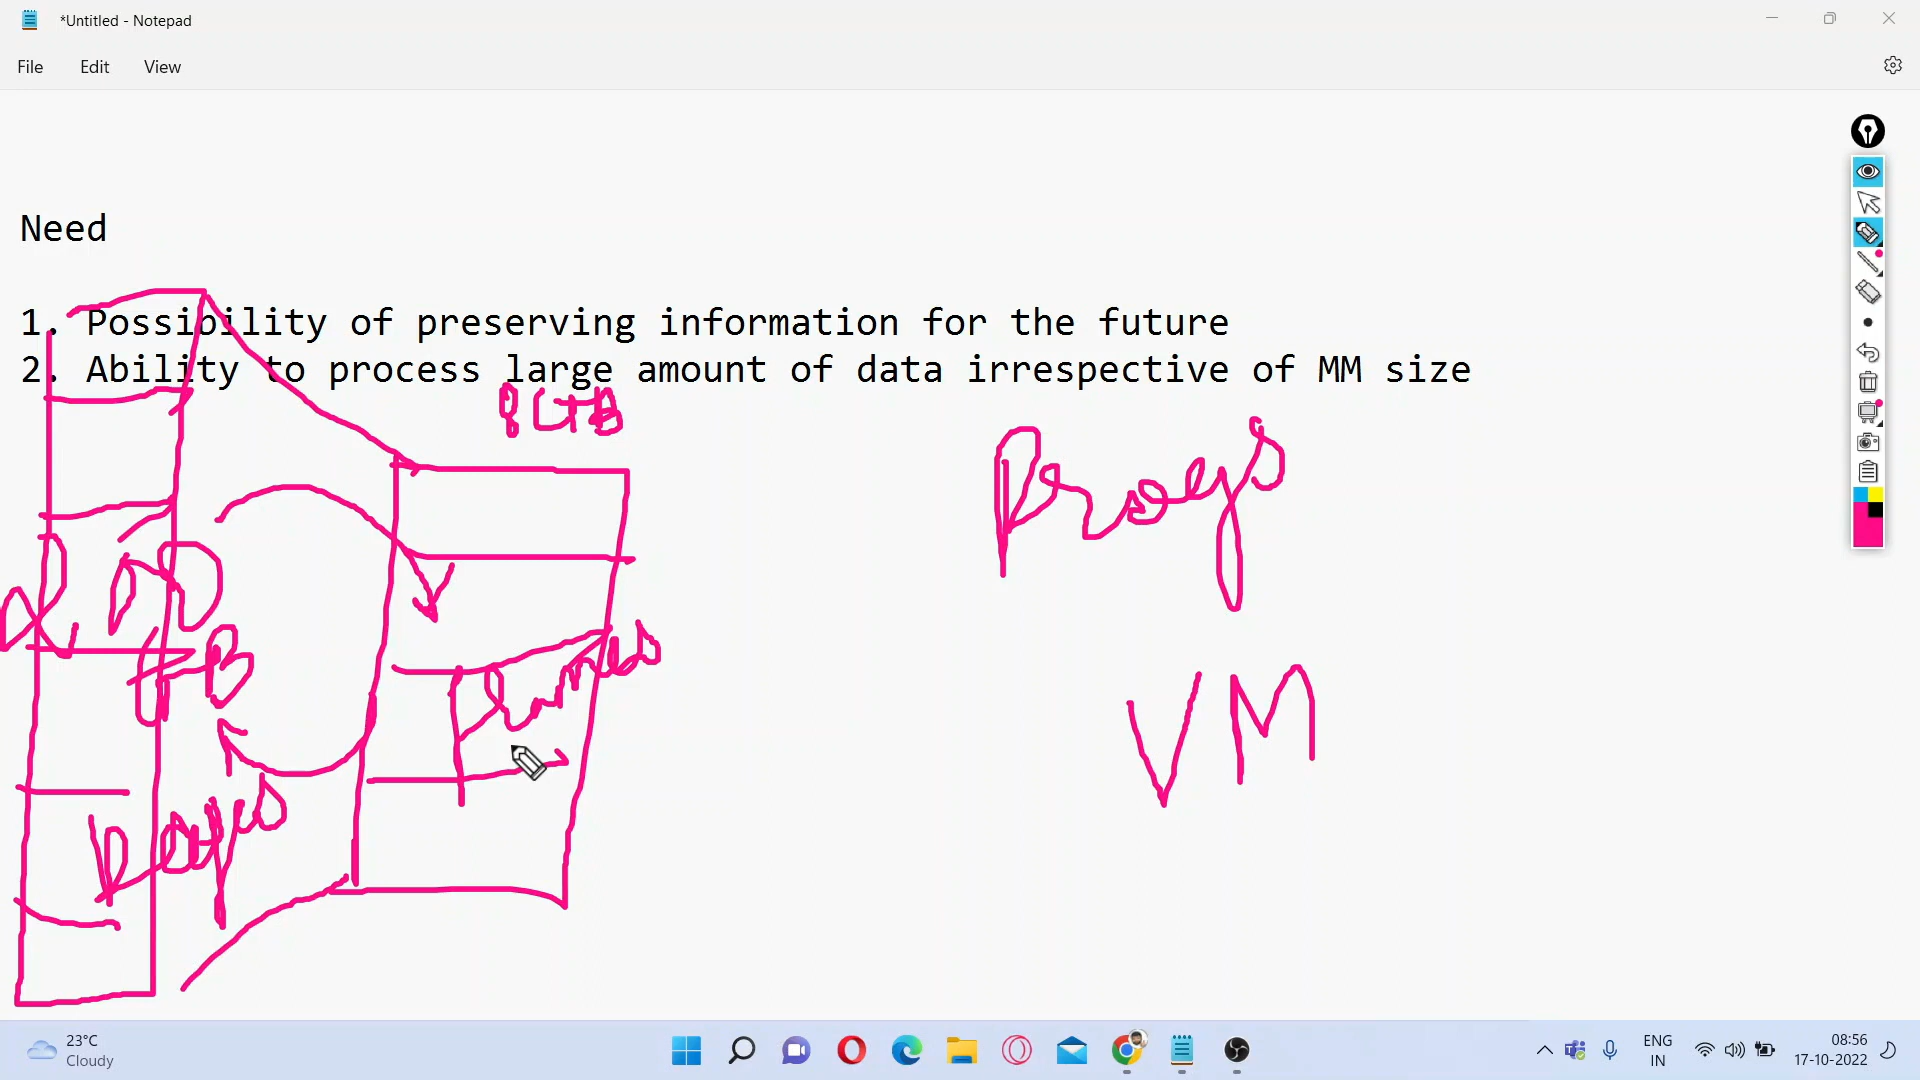 *Untitled - Notepad
File Edit View
Need
1. Possibility of preserving information for the future
2. Ability to process large amount of data irrespective of MM size
Progs
VM
Pages
23°C
Cloudy
ENG
IN
08:56
17-10-2022